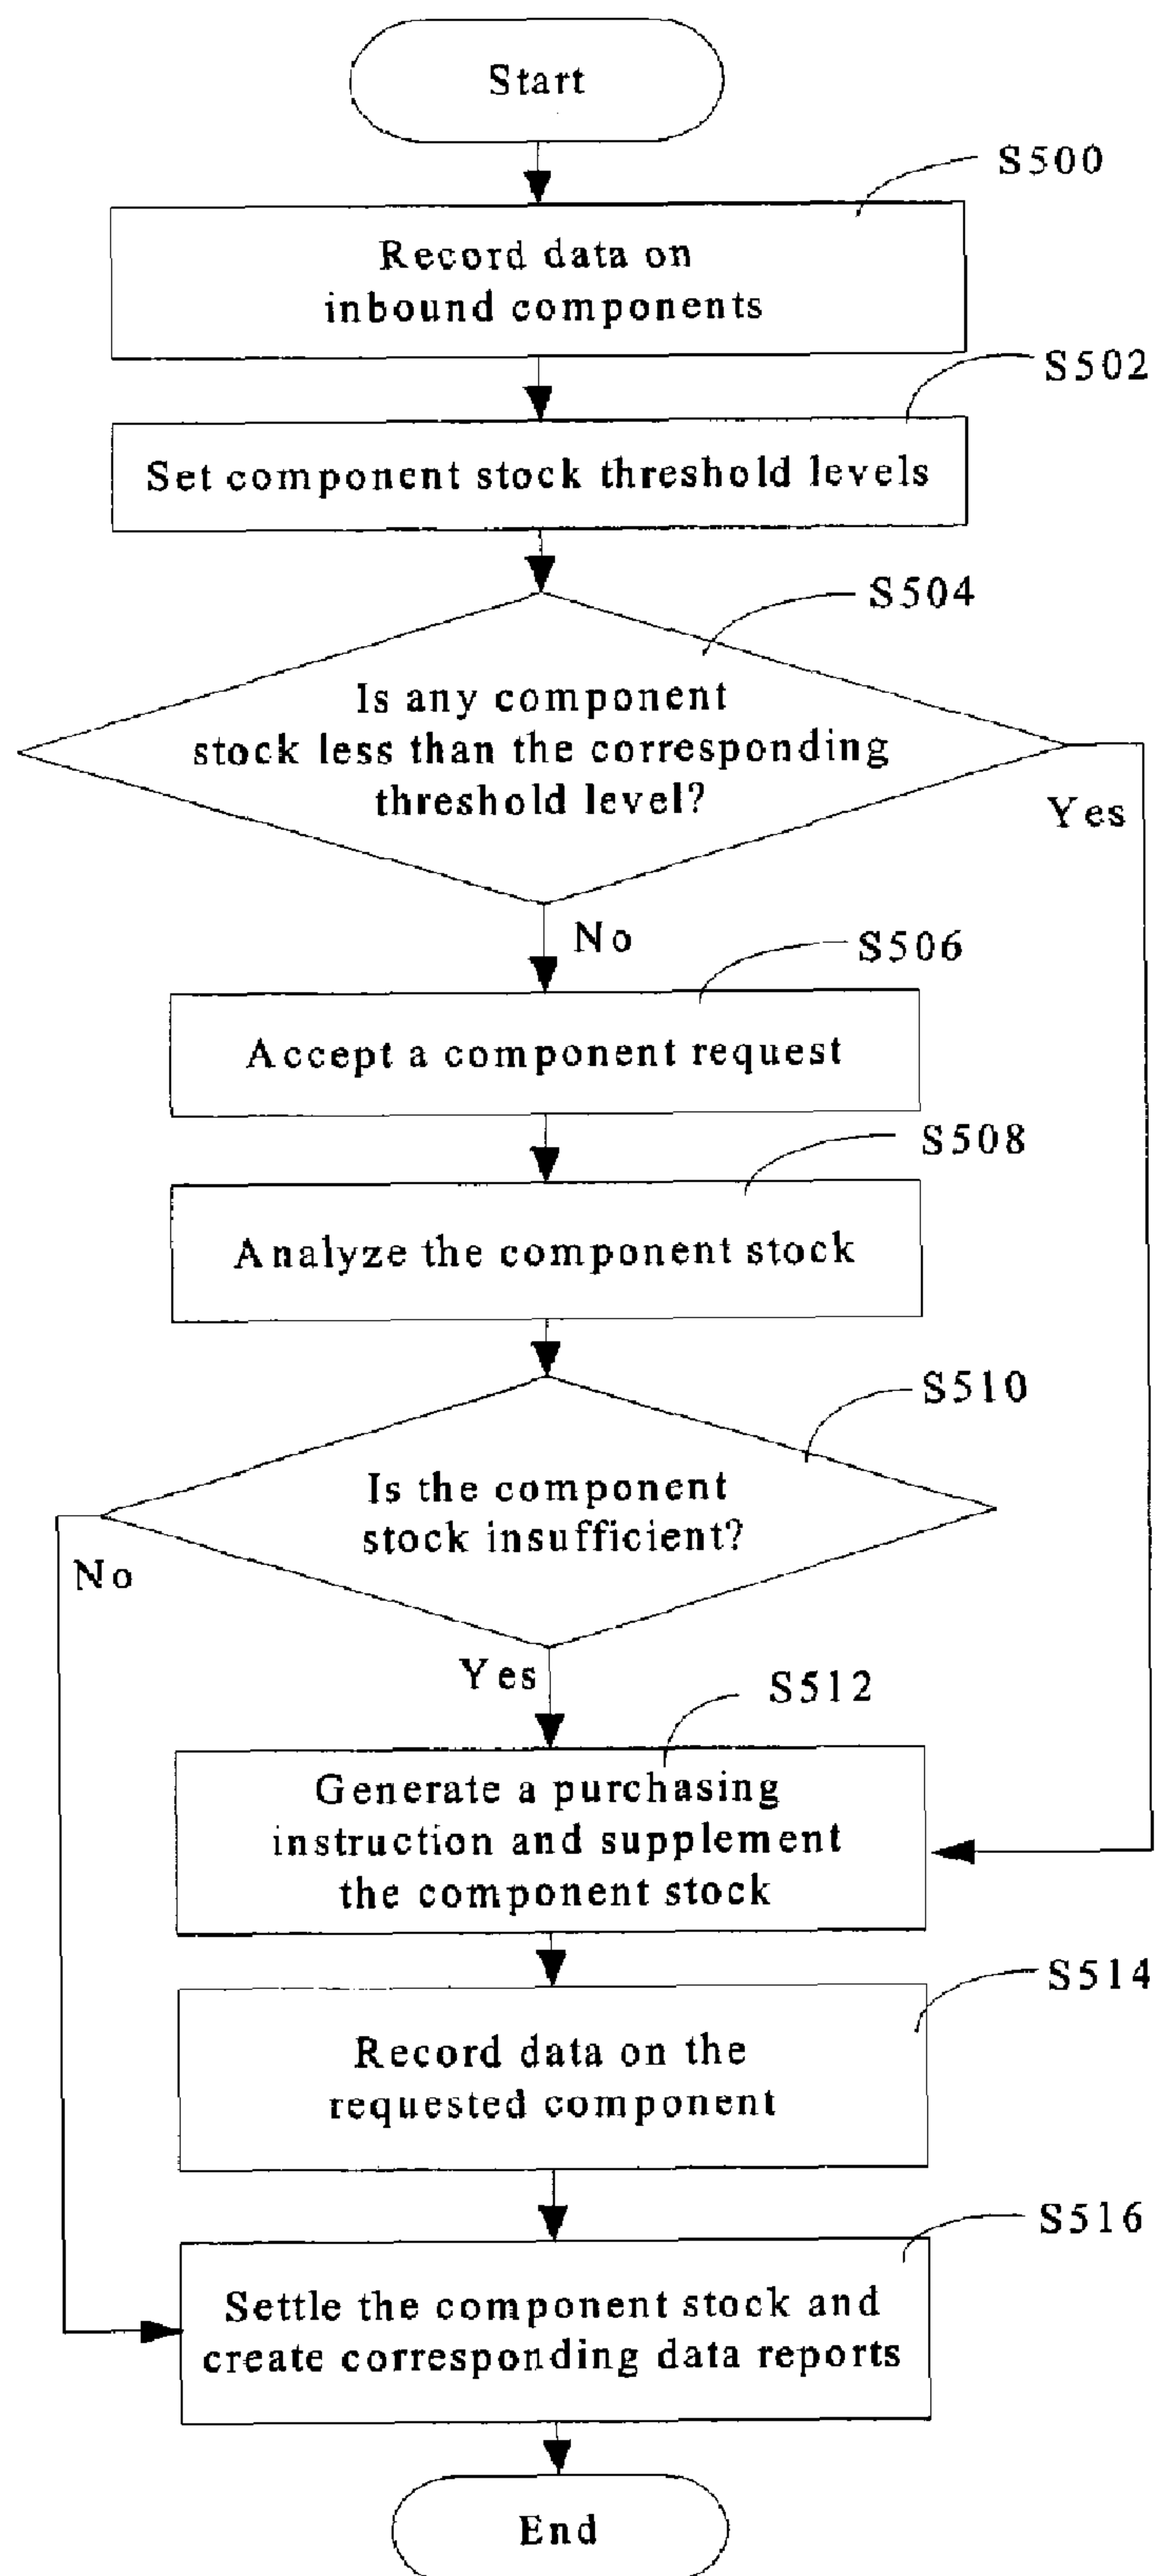 Start
S500
Record data on
inbound components
S502
Set component stock threshold levels
S504
Is any component
stock less than the corresponding
threshold level?
Yes
No
S506
Accept a component request
S508
Analyze the component stock
S510
Is the component
stock insufficient?
No
Yes
S512
Generate a purchasing
instruction and supplement
the component stock
S514
Record data on the
requested component
S516
Settle the component stock and
create corresponding data reports
End